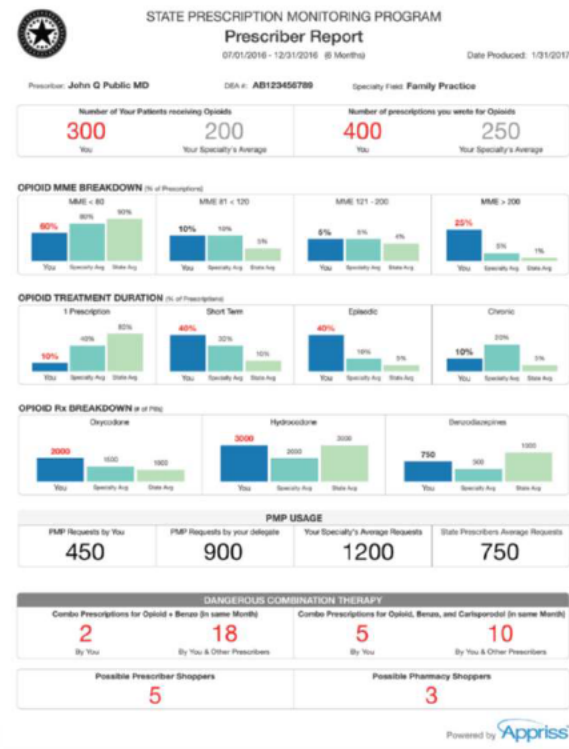 STATE PRESCRIPTION MONITORING PROGRAM
Prescriber Report
07/01/2016 - 12/31/2016 (6 Months)
Date Produced: 1/31/2017
Prescriber: John Q Public MD DEA #: AB123456789 Specialty Field: Family Practice
Number of Your Patients receiving Opioids Number of prescriptions you wrote for Opioids
300 200 400 250
You Your Specialty's Average You Your Specialty's Average
OPIOID MME BREAKDOWN (% of Prescriptions)
MME < 80 MME 81 < 120 MME 121 - 200 MME > 200
60% 80% 90% 10% 10% 5% 5% 5% 4% 25% 5% 1%
You Specialty Avg State Avg You Specialty Avg State Avg You Specialty Avg State Avg You Specialty Avg State Avg
OPIOID TREATMENT DURATION (% of Prescriptions)
1 Prescription Short Term Episodic Chronic
10% 40% 80% 40% 30% 10% 40% 10% 5% 10% 20% 5%
You Specialty Avg State Avg You Specialty Avg State Avg You Specialty Avg State Avg You Specialty Avg State Avg
OPIOID Rx BREAKDOWN (# of Pills)
Oxycodone Hydrocodone Benzodiazepines
2000 3000 2000 3000 750 500
You Specialty Avg State Avg You Specialty Avg State Avg You Specialty Avg State Avg
PMP USAGE
PMP Requests by You PMP Requests by your delegate Your Specialty's Average Requests State Prescribers Average Requests
450 900 1200 750
DANGEROUS COMBINATION THERAPY
Combo Prescriptions for Opioid + Benzo (in same Month) Combo Prescriptions for Opioid, Benzo, and Carisporodol (in same Month)
2 18 5 10
By You By You & Other Prescribers By You By You & Other Prescribers
Possible Prescriber Shoppers Possible Pharmacy Shoppers
5 3
Powered by Appriss